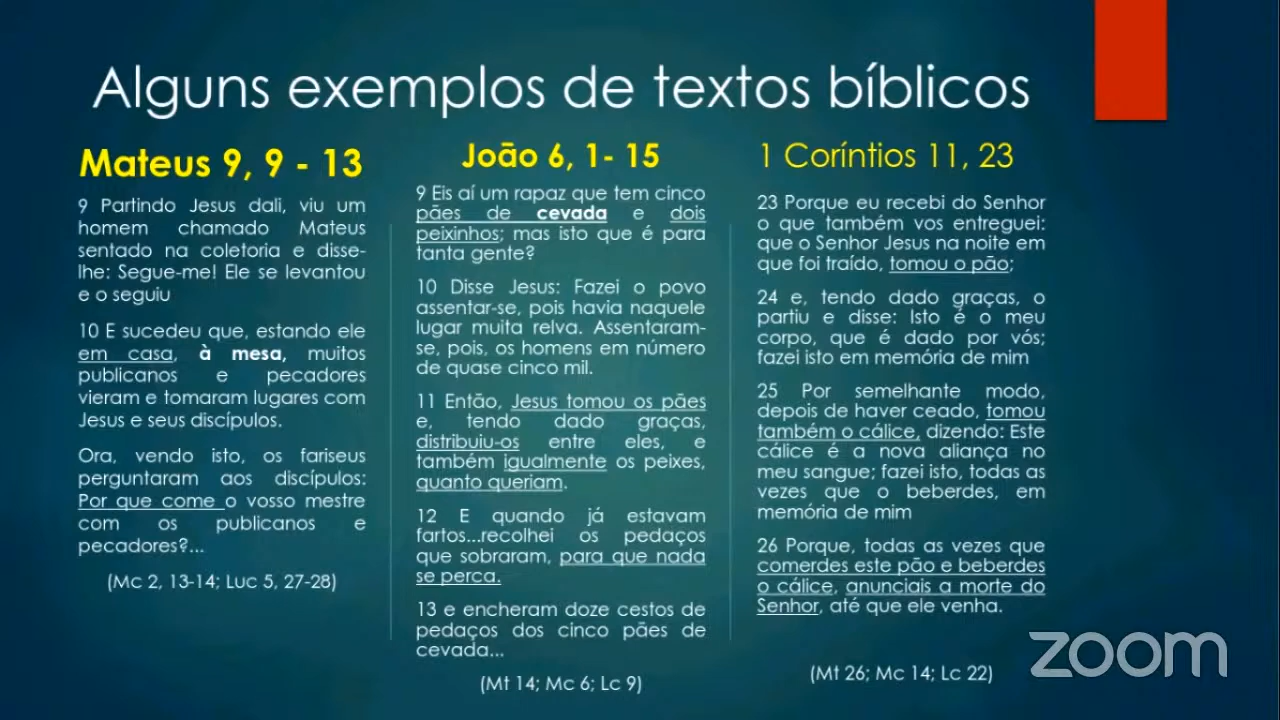 Alguns exemplos de textos bíblicos
Mateus 9, 9 - 13
9 Partindo Jesus dali, viu um
homem chamado Mateus
sentado na coletoria e disse-
lhe: Segue-me! Ele se levantou
e o seguiu
10 E sucedeu que, estando ele
em casa, à mesa, muitos
publicanos e pecadores
vieram e tomaram lugares com
Jesus e seus discípulos.
Ora, vendo isto, os fariseus
perguntaram aos discípulos:
Por que come o vosso mestre
com os publicanos e
pecadores?...
(Mc 2, 13-14; Luc 5, 27-28)
João 6, 1- 15
9 Eis aí um rapaz que tem cinco
pães de cevada e dois
peixinhos; mas isto que é para
tanta gente?
10 Disse Jesus: Fazei o povo
assentar-se, pois havia naquele
lugar muita relva. Assentaram-
se, pois, os homens em número
de quase cinco mil.
11 Então, Jesus tomou os pães
e, tendo dado graças,
distribuiu-os entre eles, e
também igualmente os peixes,
quanto queriam.
12 E quando já estavam
fartos...recolhei os pedaços
que sobraram, para que nada
se perca.
13 e encheram doze cestos de
pedaços dos cinco pães de
cevada...
(Mt 14; Mc 6; Lc 9)
1 Coríntios 11, 23
23 Porque eu recebi do Senhor
o que também vos entreguei:
que o Senhor Jesus na noite em
que foi traído, tomou o pão;
24 e, tendo dado graças, o
partiu e disse: Isto é o meu
corpo, que é dado por vós;
fazei isto em memória de mim
25 Por semelhante modo,
depois de haver ceado, tomou
também o cálice, dizendo: Este
cálice é a nova aliança no
meu sangue; fazei isto, todas as
vezes que o beberdes, em
memória de mim
26 Porque, todas as vezes que
comerdes este pão e beberdes
o cálice, anunciais a morte do
Senhor, até que ele venha.
(Mt 26; Mc 14; Lc 22)
zoom